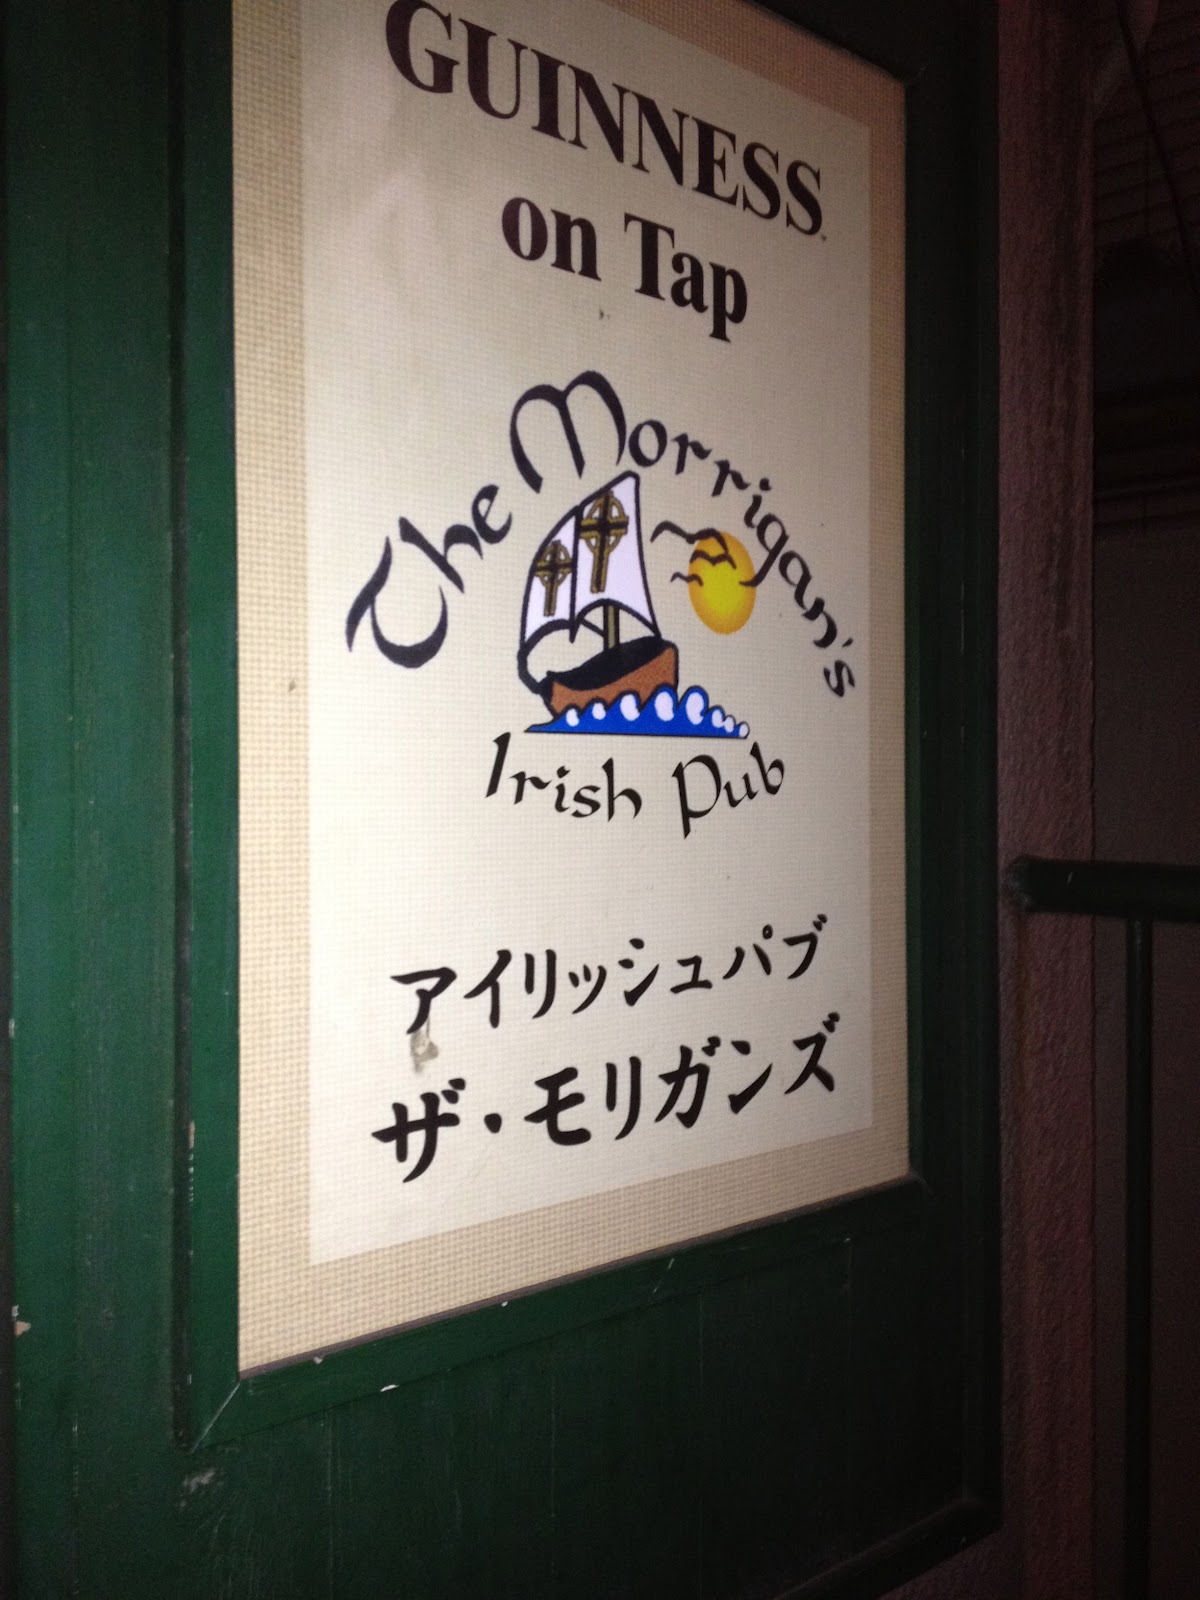 GUINNESS
on Tap
The Morrigan's
Irish Pub
アイリッシュパブ
ザ・モリガンズ